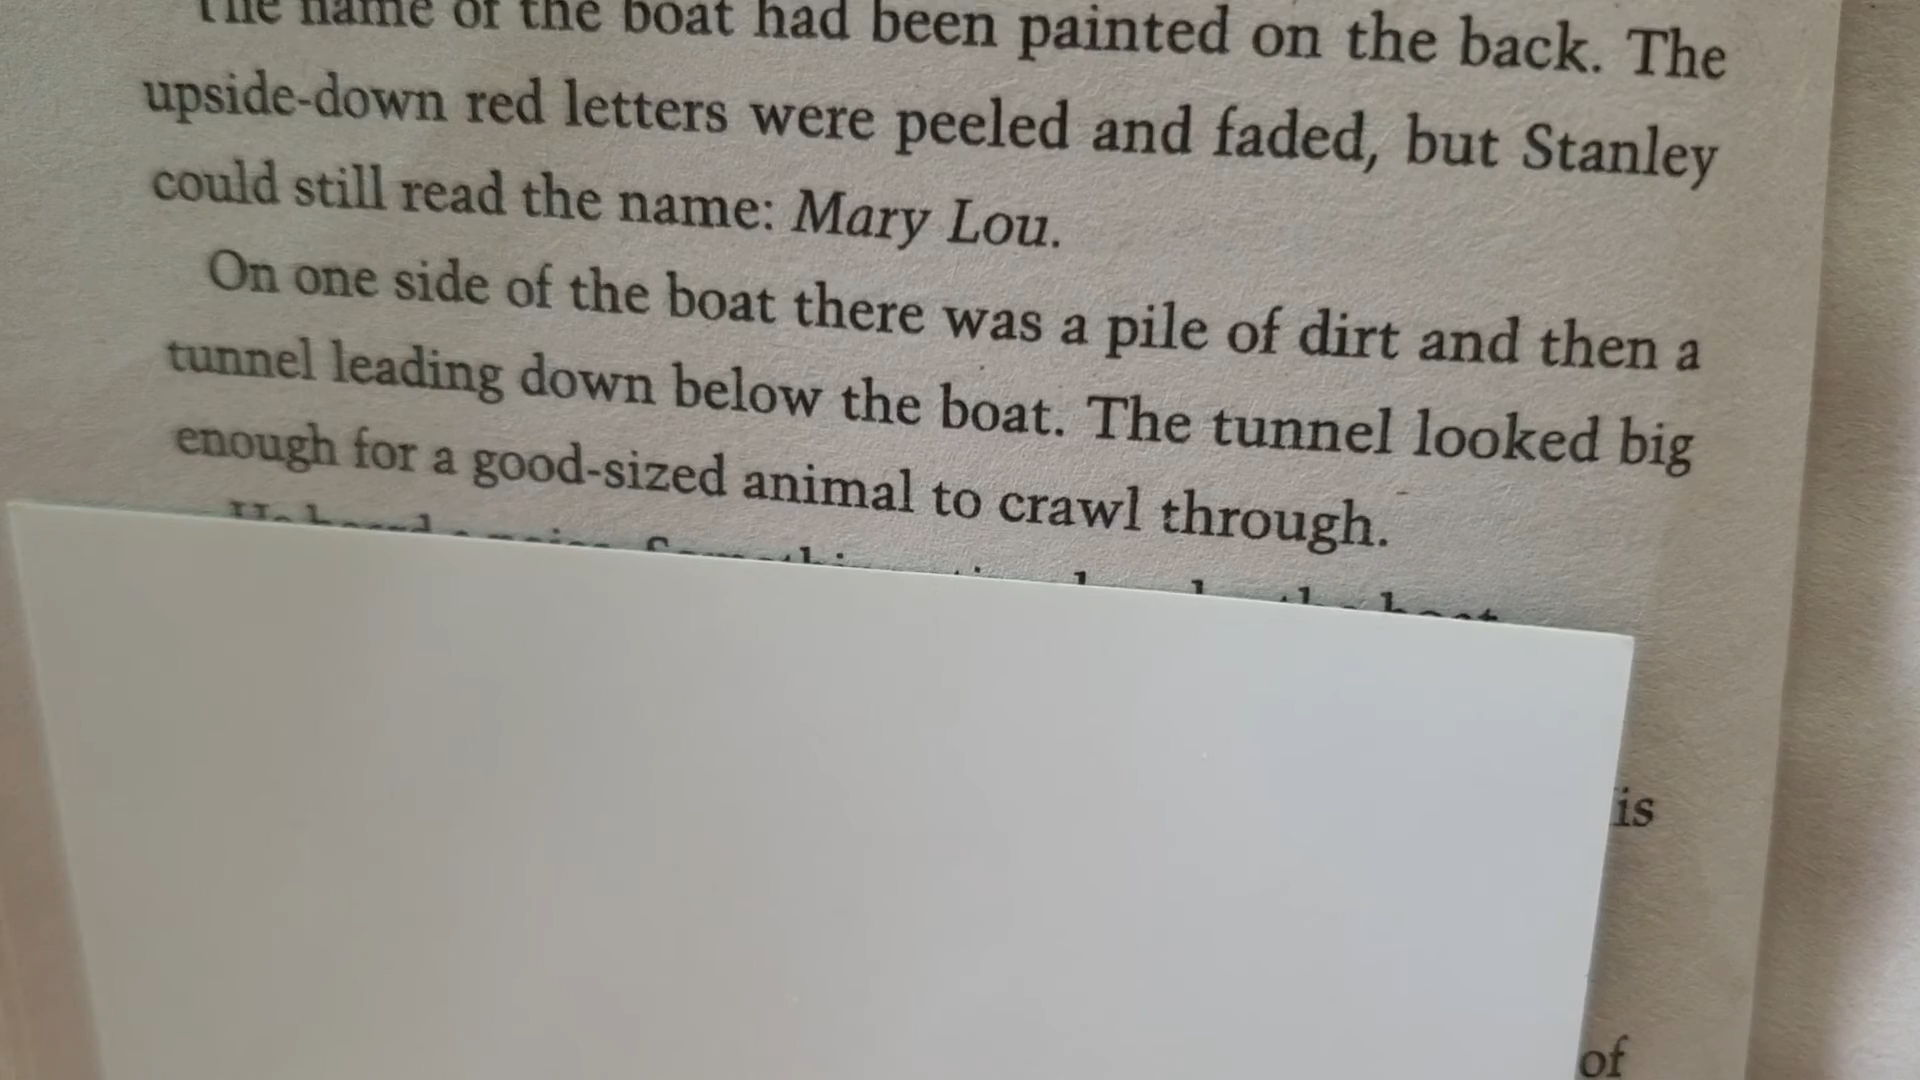 The name of the boat had been painted on the back. The
upside-down red letters were peeled and faded, but Stanley
could still read the name: Mary Lou.
On one side of the boat there was a pile of dirt and then a
tunnel leading down below the boat. The tunnel looked big
enough for a good-sized animal to crawl through.
is
of